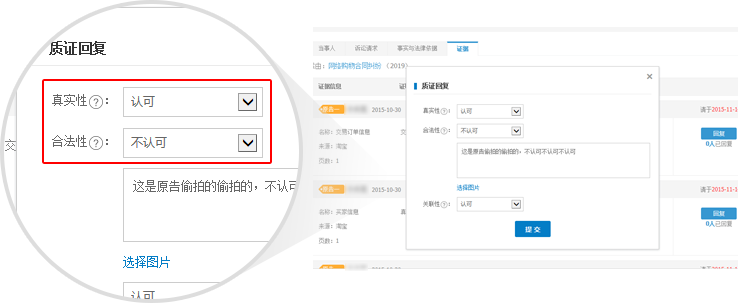 质证回复
真实性?： 认可
合法性?： 不认可
交
这是原告偷拍的偷拍的，不认可
选择图片
认可
当事人 诉讼请求 事实与法律依据 证据
由：网络购物合同纠纷（2019）
证据信息
原告一 2015-10-30 请于2015-11-1
名称：交易订单信息 交
来源：淘宝
页数：1
回复
0人已回复
原告一 2015-10-30 请于2015-11-1
名称：买家信息 真
来源：淘宝
页数：1
回复
0人已回复
质证回复 ×
真实性?： 认可
合法性?： 不认可
这是原告偷拍的偷拍的，不认可不认可不认可
选择图片
关联性?： 认可
提 交